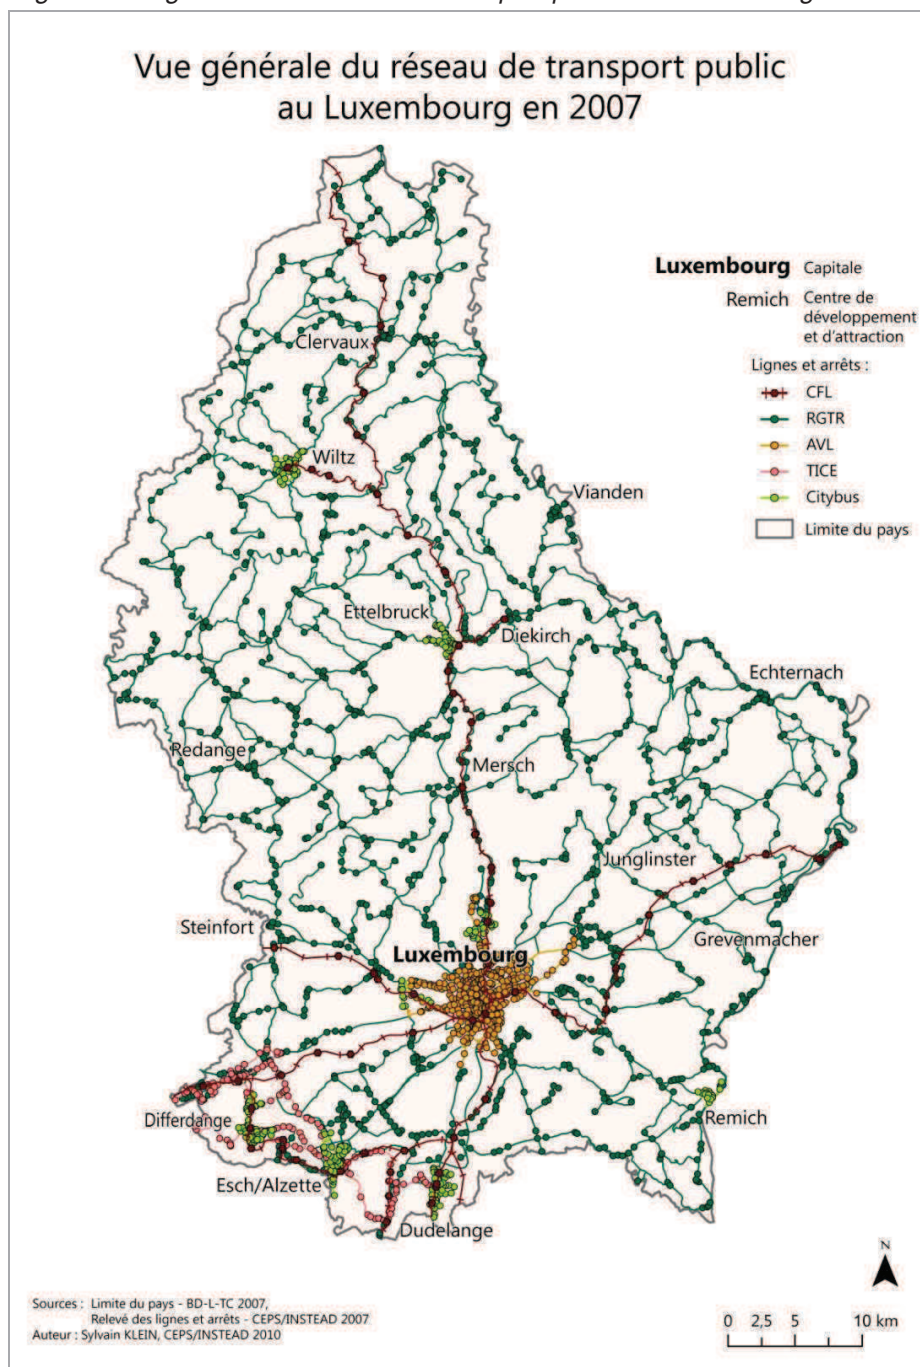 Vue générale du réseau de transport public
au Luxembourg en 2007
Luxembourg Capitale
Remich Centre de
développement
et d'attraction
Lignes et arrêts :
CFL
RGTR
AVL
TICE
Citybus
Limite du pays
Clervaux
Wiltz
Vianden
Ettelbruck
Diekirch
Echternach
Redange
Mersch
Junglinster
Steinfort
Grevenmacher
Luxembourg
Differdange
Remich
Esch/Alzette
Dudelange
N
Sources : Limite du pays - BD-L-TC 2007,
Relevé des lignes et arrêts - CEPS/INSTEAD 2007
Auteur : Sylvain KLEIN, CEPS/INSTEAD 2010
0 2,5 5 10 km